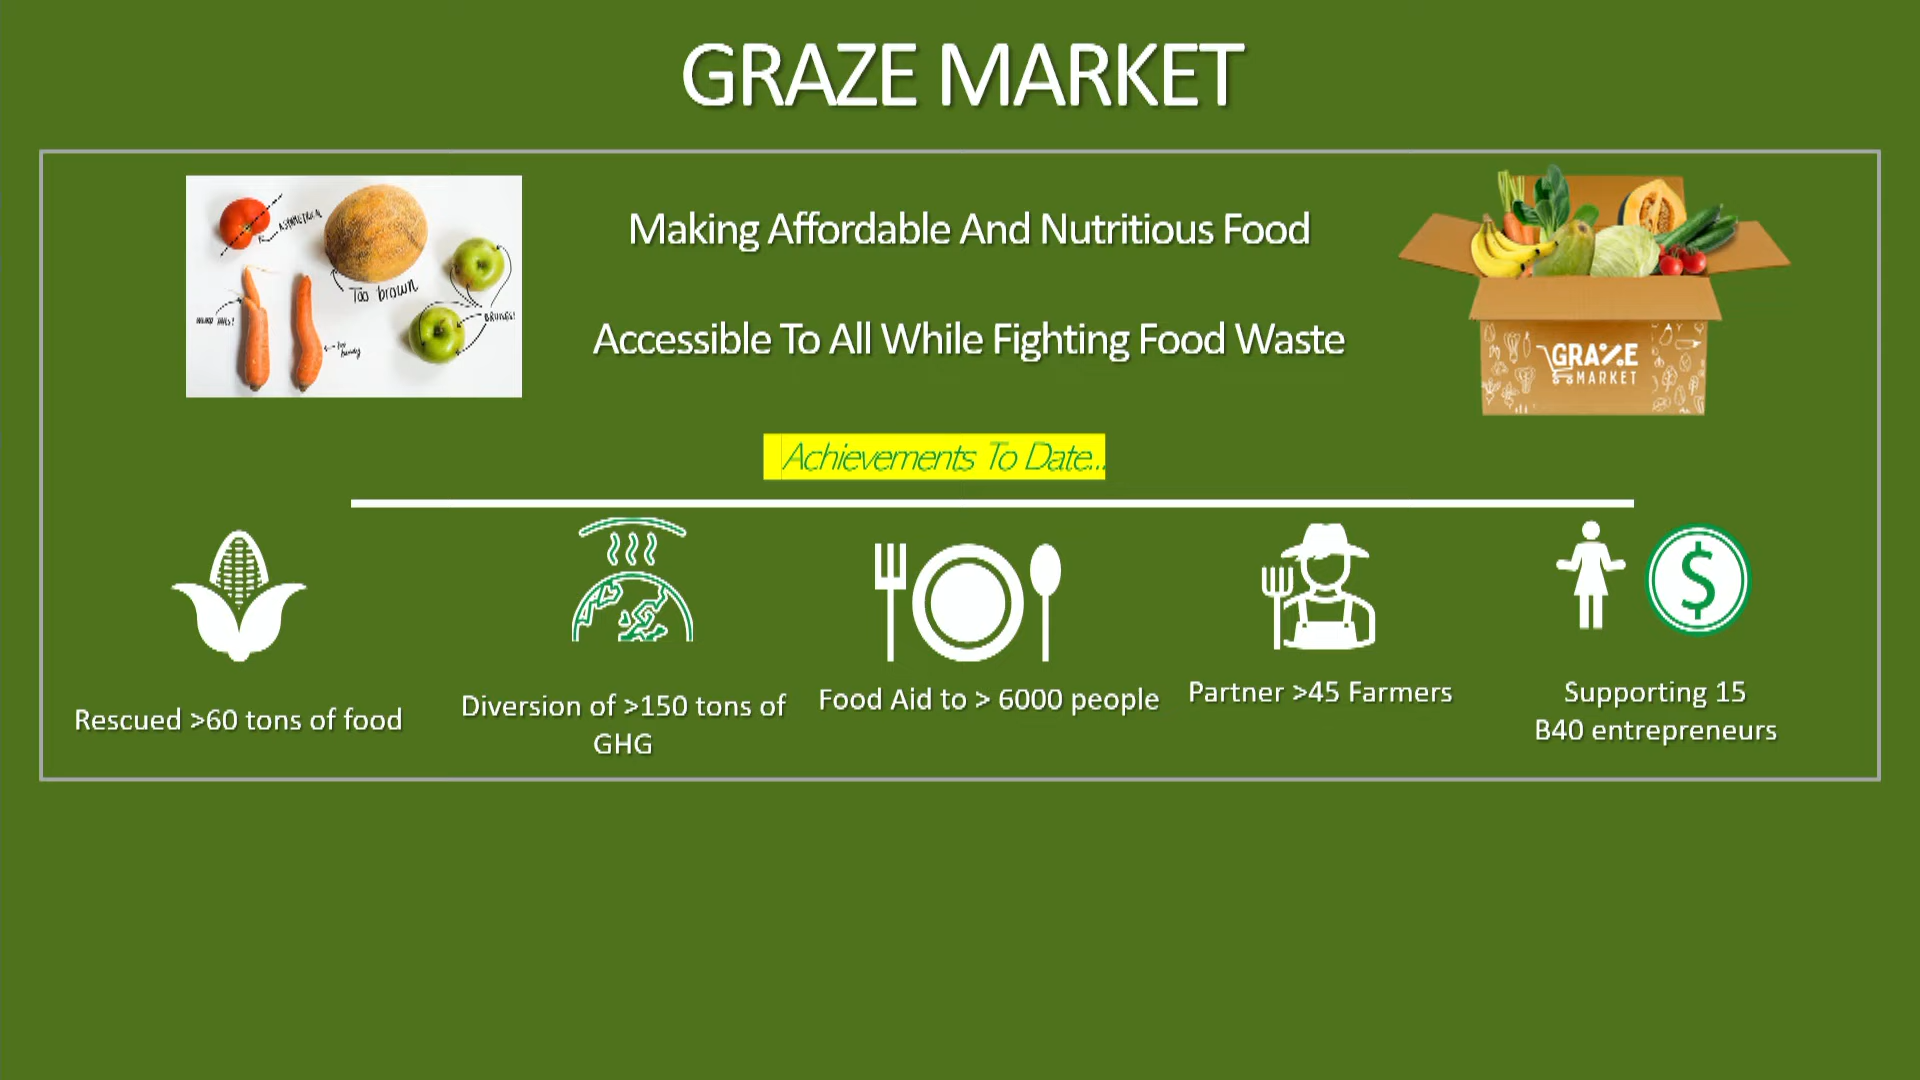 GRAZE MARKET
Making Affordable And Nutritious Food
Accessible To All While Fighting Food Waste
ASYMMETRICAL
Too brown
BRUISES!
GRAZE
MARKET
Achievements To Date...
Rescued >60 tons of food
Diversion of >150 tons of
GHG
Food Aid to > 6000 people
Partner >45 Farmers
Supporting 15
B40 entrepreneurs